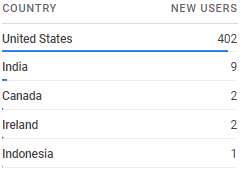 COUNTRY NEW USERS
United States 402
India 9
Canada 2
Ireland 2
Indonesia 1